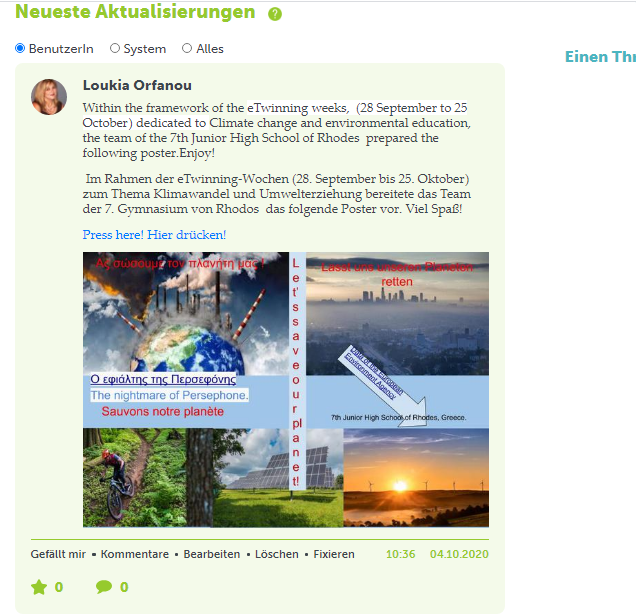 Neueste Aktualisierungen ?
BenutzerIn System Alles
Einen Thr
Loukia Orfanou
Within the framework of the eTwinning weeks, (28 September to 25
October) dedicated to Climate change and environmental education,
the team of the 7th Junior High School of Rhodes prepared the
following poster.Enjoy!
Im Rahmen der eTwinning-Wochen (28. September bis 25. Oktober)
zum Thema Klimawandel und Umwelterziehung bereitete das Team
der 7. Gymnasium von Rhodos das folgende Poster vor. Viel Spaß!
Press here! Hier drücken!
Ας σώσουμε τον πλανήτη μας !
Let's save our planet!
Lasst uns unseren Planeten
retten
Ο εφιάλτης της Περσεφόνης
The nightmare of Persephone.
Sauvons notre planète
of the European
Environment Agency
7th Junior High School of Rhodes, Greece.
Gefällt mir • Kommentare • Bearbeiten • Löschen • Fixieren 10:36 04.10.2020
0 0